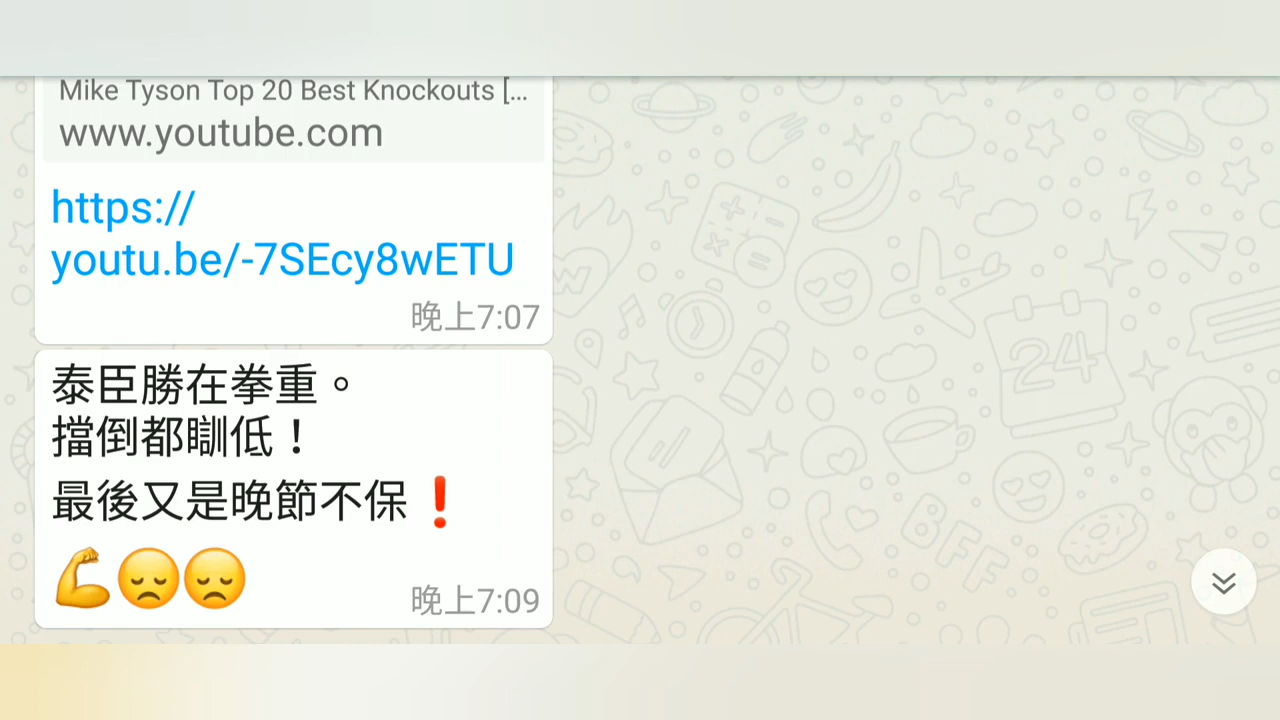 Mike Tyson Top 20 Best Knockouts [...
www.youtube.com
https://
youtu.be/-7SEcy8wETU
晚上7:07
泰臣勝在拳重。
擋倒都瞓低！
最後又是晚節不保❗
💪😞😞
晚上7:09